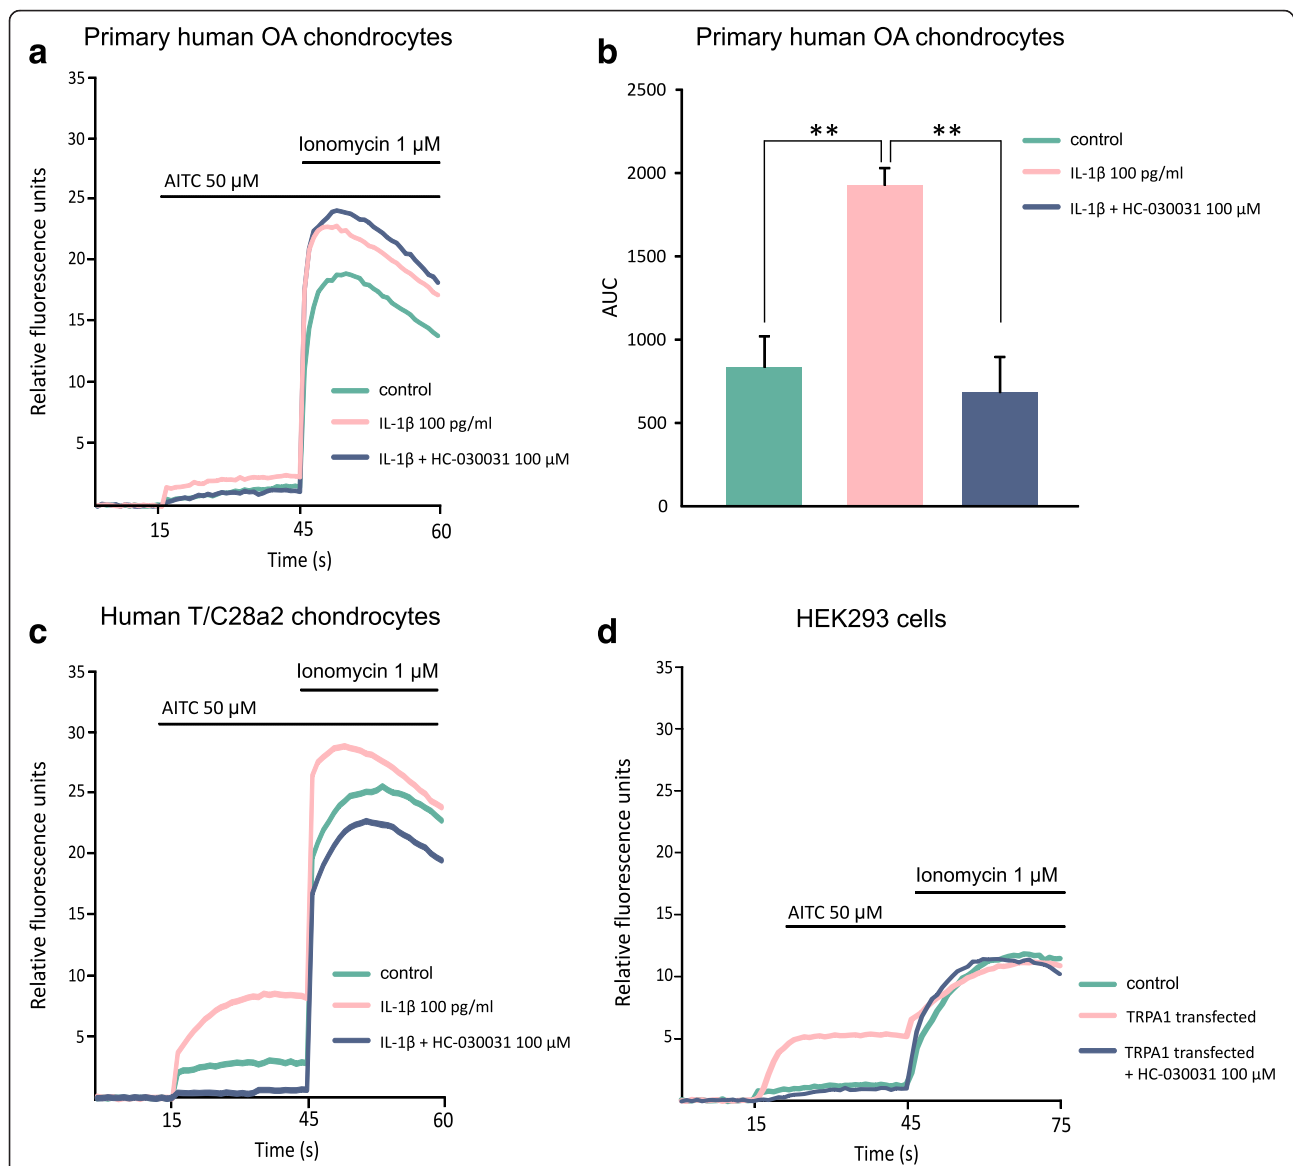 a
Primary human OA chondrocytes
35
30
25
20
15
10
5
Relative fluorescence units
Ionomycin 1 µM
AITC 50 µM
control
IL-1β 100 pg/ml
IL-1β + HC-030031 100 µM
15
45
60
Time (s)
b
Primary human OA chondrocytes
2500
2000
1500
1000
500
0
AUC
**
**
control
IL-1β 100 pg/ml
IL-1β + HC-030031 100 µM
c
Human T/C28a2 chondrocytes
35
30
25
20
15
10
5
Relative fluorescence units
Ionomycin 1 µM
AITC 50 µM
control
IL-1β 100 pg/ml
IL-1β + HC-030031 100 µM
15
45
60
Time (s)
d
HEK293 cells
35
30
25
20
15
10
5
Relative fluorescence units
Ionomycin 1 µM
AITC 50 µM
control
TRPA1 transfected
TRPA1 transfected
+ HC-030031 100 µM
15
45
75
Time (s)